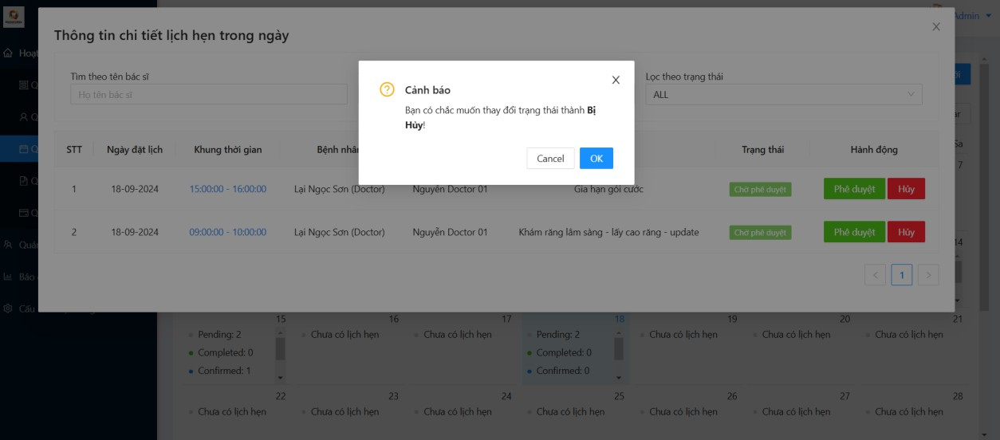 Admin
Thông tin chi tiết lịch hẹn trong ngày
Hoạt
Tìm theo tên bác sĩ
Lọc theo trạng thái
Họ tên bác sĩ
ALL
Cảnh báo
Bạn có chắc muốn thay đổi trạng thái thành Bị
Hủy!
Cancel OK
STT Ngày đặt lịch Khung thời gian Bệnh nhân Trạng thái Hành động
Sa
7
1 18-09-2024 15:00:00 - 16:00:00 Lại Ngọc Sơn (Doctor) Nguyễn Doctor 01 Gia hạn gói cước Chờ phê duyệt Phê duyệt Hủy
2 18-09-2024 09:00:00 - 10:00:00 Lại Ngọc Sơn (Doctor) Nguyễn Doctor 01 Khám răng lâm sàng - lấy cao răng - update Chờ phê duyệt Phê duyệt Hủy
Quản
14
Báo
< 1 >
Cấu
15 16 17 18 19 20 21
Pending: 2 Chưa có lịch hẹn Chưa có lịch hẹn Pending: 2 Chưa có lịch hẹn Chưa có lịch hẹn Chưa có lịch hẹn
Completed: 0 Completed: 0
Confirmed: 1 Confirmed: 0
22 23 24 25 26 27 28
Chưa có lịch hẹn Chưa có lịch hẹn Chưa có lịch hẹn Chưa có lịch hẹn Chưa có lịch hẹn Chưa có lịch hẹn Chưa có lịch hẹn